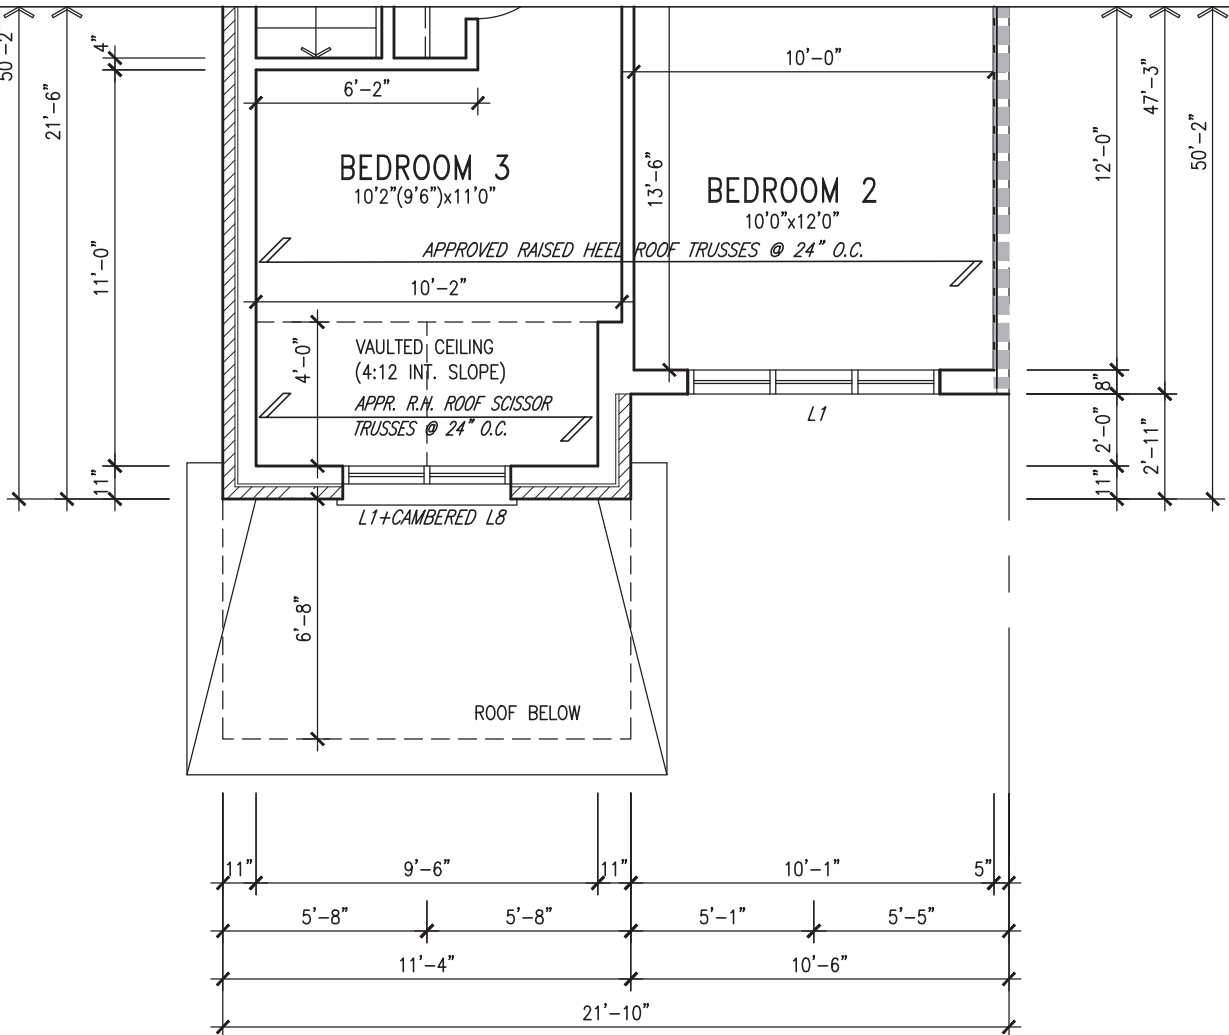 50'-2
21'-6"
4"
6'-2"
10'-0"
47'-3"
12'-0"
50'-2"
13'-6"
BEDROOM 3
10'2"(9'6")x11'0"
BEDROOM 2
10'0"x12'0"
APPROVED RAISED HEEL ROOF TRUSSES @ 24" O.C.
11'-0"
10'-2"
4'-0"
VAULTED CEILING
(4:12 INT. SLOPE)
APPR. R.H. ROOF SCISSOR
TRUSSES @ 24" O.C.
L1
8"
2'-0"
2'-11"
11"
11"
L1+CAMBERED L8
6'-8"
ROOF BELOW
11"
9'-6"
11"
10'-1"
5"
5'-8"
5'-8"
5'-1"
5'-5"
11'-4"
10'-6"
21'-10"